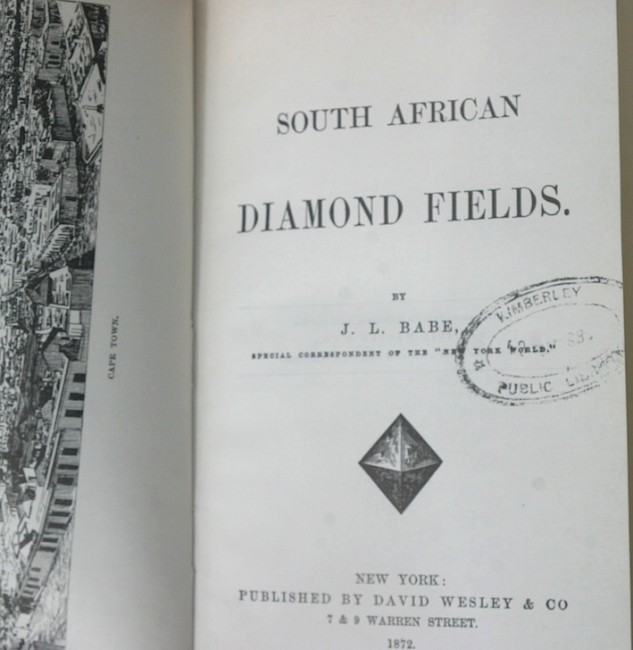 CAPE TOWN.
SOUTH AFRICAN
DIAMOND FIELDS.
BY
J. L. BABE,
SPECIAL CORRESPONDENT OF THE "NEW YORK WORLD."
KIMBERLEY
PUBLIC LIBRARY
NEW YORK:
PUBLISHED BY DAVID WESLEY & CO
7 & 9 WARREN STREET.
1872.